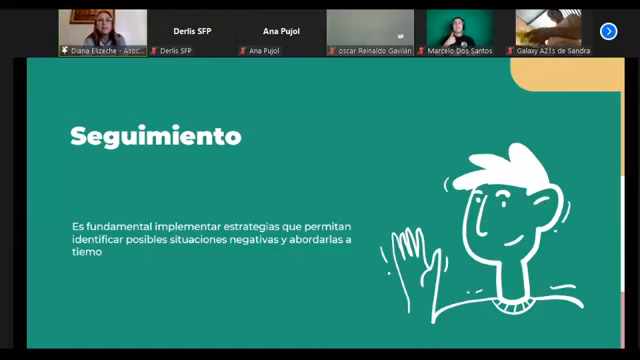 Derlis SFP
Ana Pujol
Diana Elizeche - Asoc...
Derlis SFP
Ana Pujol
oscar Reinaldo Gavilán
Marcelo Dos Santos
Galaxy A21s de Sandra
Seguimiento
Es fundamental implementar estrategias que permitan
identificar posibles situaciones negativas y abordarlas a
tiemo